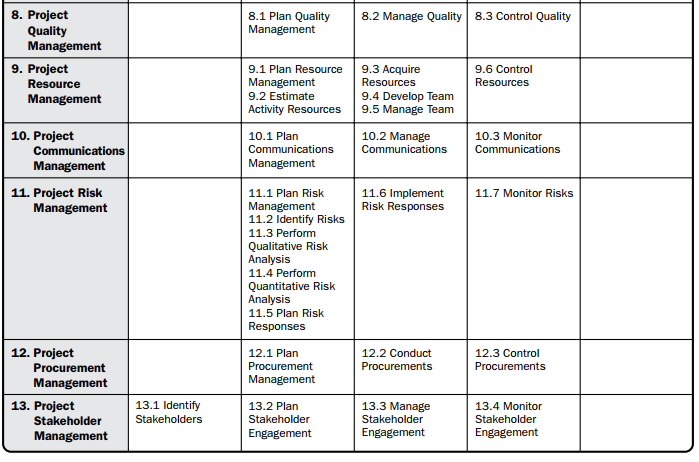 8. Project
Quality
Management
8.1 Plan Quality
Management
8.2 Manage Quality
8.3 Control Quality
9. Project
Resource
Management
9.1 Plan Resource
Management
9.2 Estimate
Activity Resources
9.3 Acquire
Resources
9.4 Develop Team
9.5 Manage Team
9.6 Control
Resources
10. Project
Communications
Management
10.1 Plan
Communications
Management
10.2 Manage
Communications
10.3 Monitor
Communications
11. Project Risk
Management
11.1 Plan Risk
Management
11.2 Identify Risks
11.3 Perform
Qualitative Risk
Analysis
11.4 Perform
Quantitative Risk
Analysis
11.5 Plan Risk
Responses
11.6 Implement
Risk Responses
11.7 Monitor Risks
12. Project
Procurement
Management
12.1 Plan
Procurement
Management
12.2 Conduct
Procurements
12.3 Control
Procurements
13. Project
Stakeholder
Management
13.1 Identify
Stakeholders
13.2 Plan
Stakeholder
Engagement
13.3 Manage
Stakeholder
Engagement
13.4 Monitor
Stakeholder
Engagement